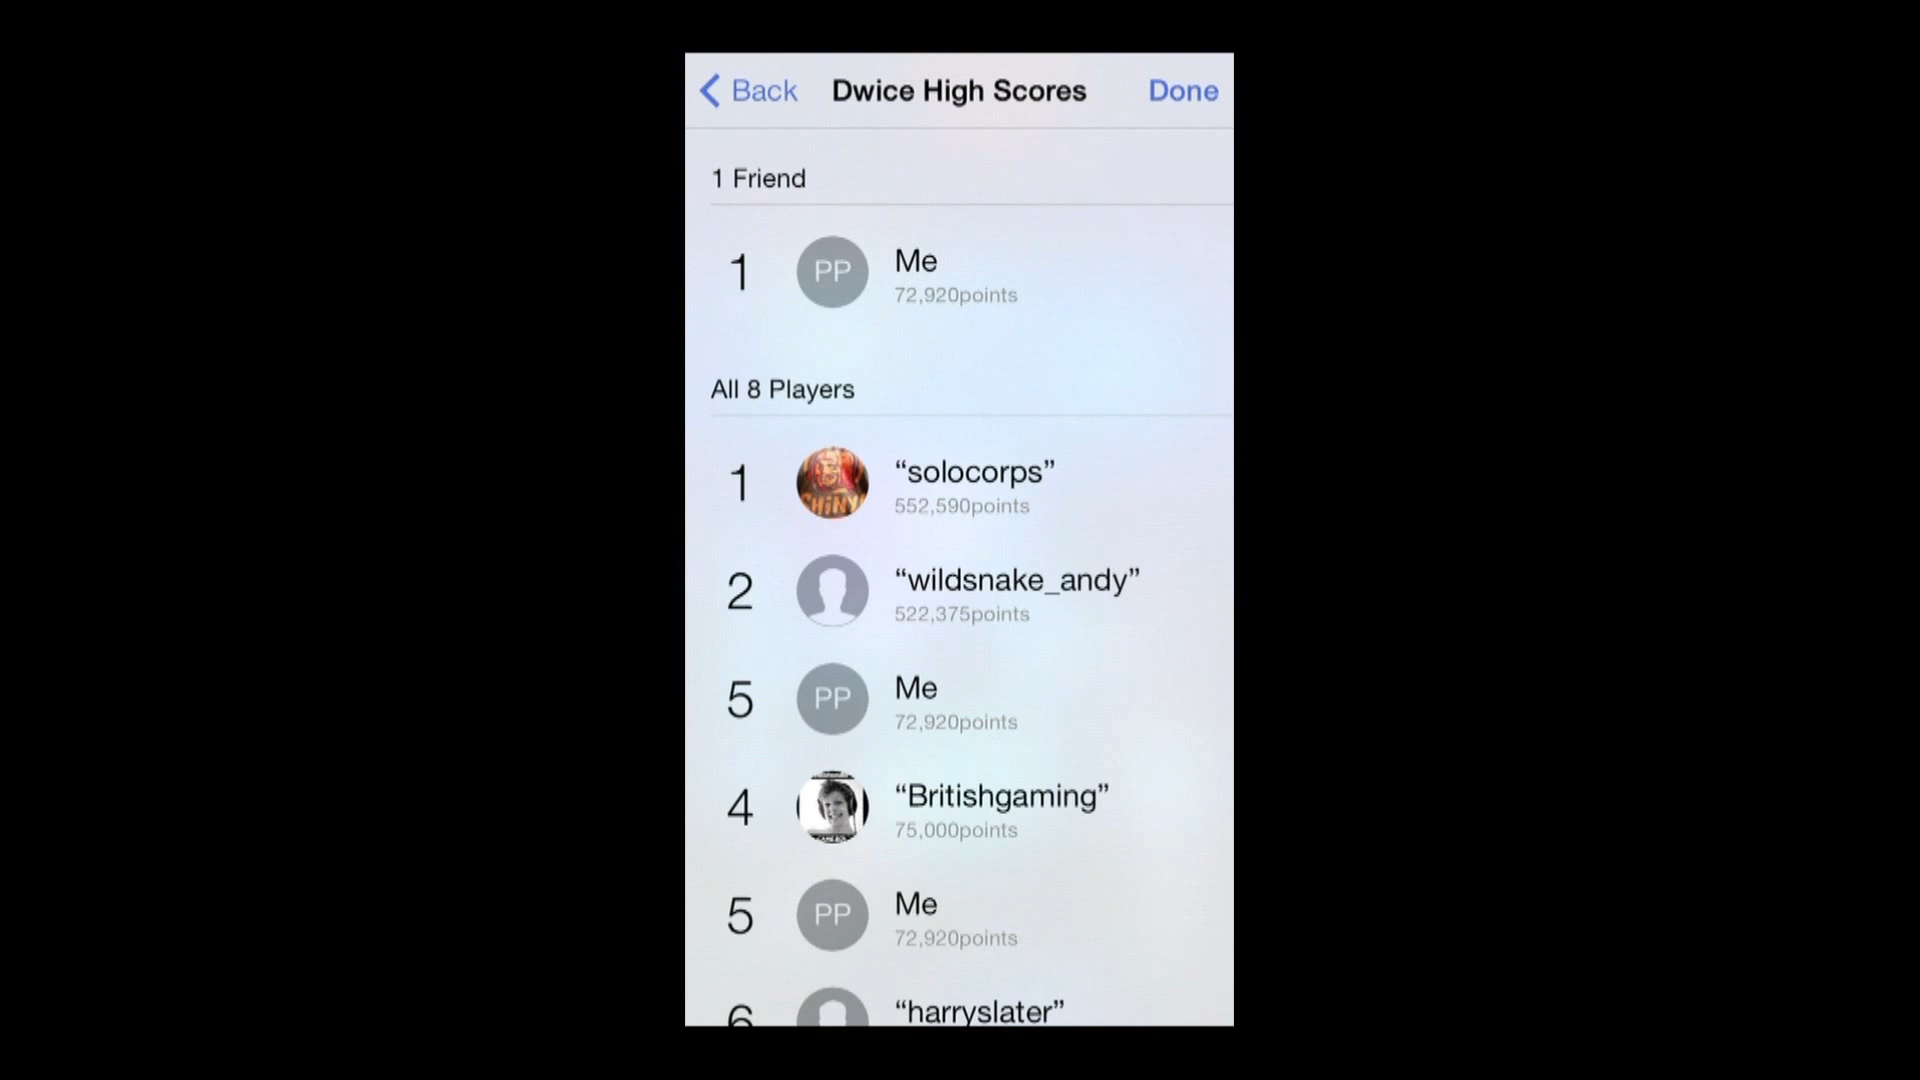 Back Dwice High Scores Done
1 Friend
1 PP Me
72,920points
All 8 Players
1 “solocorps”
552,590points
2 “wildsnake_andy”
522,375points
5 PP Me
72,920points
4 “Britishgaming”
75,000points
5 PP Me
72,920points
6 “harryslater”